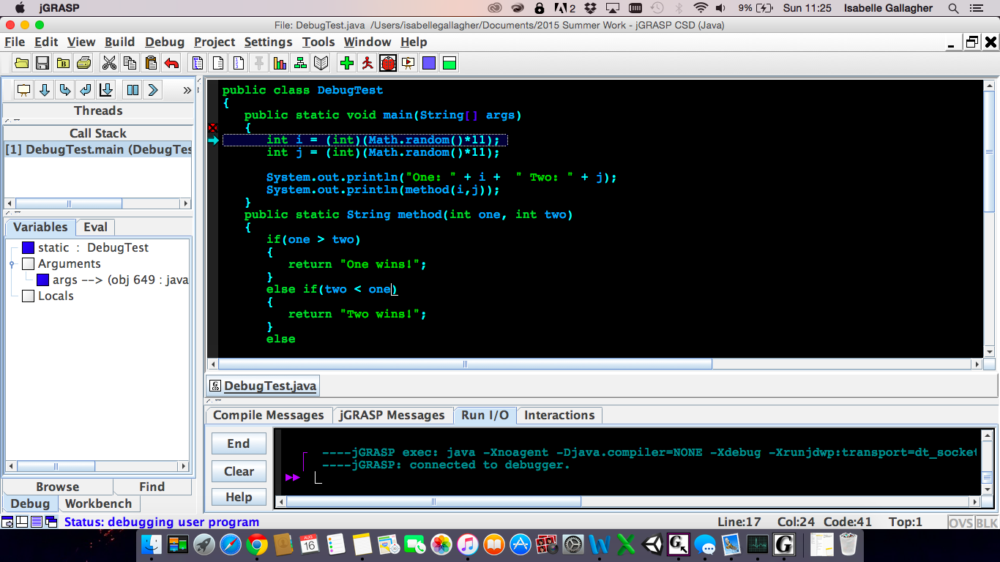 jGRASP
2
9%
Sun 11:25
Isabelle Gallagher
File: DebugTest.java /Users/isabellegallagher/Documents/2015 Summer Work - jGRASP CSD (Java)
File Edit View Build Debug Project Settings Tools Window Help
Threads
Call Stack
[1] DebugTest.main (DebugTes
Variables
Eval
static : DebugTest
Arguments
args --> (obj 649 : java
Locals
Browse
Find
Debug
Workbench
public class DebugTest
{
public static void main(String[] args)
{
int i = (int)(Math.random()*11);
int j = (int)(Math.random()*11);
System.out.println("One: " + i + " Two: " + j);
System.out.println(method(i,j));
}
public static String method(int one, int two)
{
if(one > two)
{
return "One wins!";
}
else if(two < one)
{
return "Two wins!";
}
else
DebugTest.java
Compile Messages
jGRASP Messages
Run I/O
Interactions
End
Clear
Help
----jGRASP exec: java -Xnoagent -Djava.compiler=NONE -Xdebug -Xrunjdwp:transport=dt_socket
----jGRASP: connected to debugger.
Status: debugging user program
Line:17 Col:24 Code:41 Top:1
OVS BLK
AUG
16